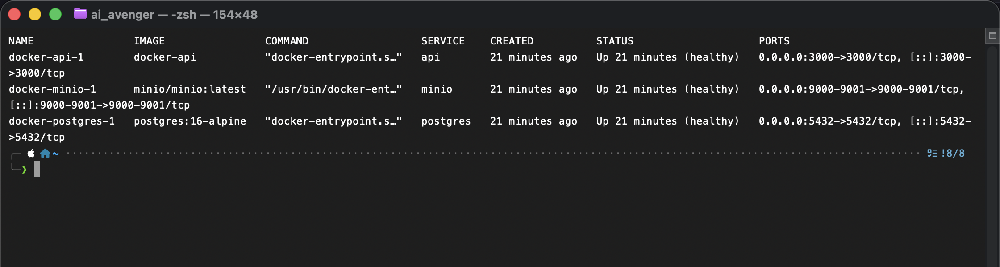 ai_avenger — -zsh — 154×48
NAME                IMAGE                COMMAND                  SERVICE    CREATED          STATUS                    PORTS
docker-api-1        docker-api           "docker-entrypoint.s…"   api        21 minutes ago   Up 21 minutes (healthy)   0.0.0.0:3000->3000/tcp, [::]:3000-
>3000/tcp
docker-minio-1      minio/minio:latest   "/usr/bin/docker-ent…"   minio      21 minutes ago   Up 21 minutes (healthy)   0.0.0.0:9000-9001->9000-9001/tcp,
[::]:9000-9001->9000-9001/tcp
docker-postgres-1   postgres:16-alpine   "docker-entrypoint.s…"   postgres   21 minutes ago   Up 21 minutes (healthy)   0.0.0.0:5432->5432/tcp, [::]:5432-
>5432/tcp
~ !8/8
❯